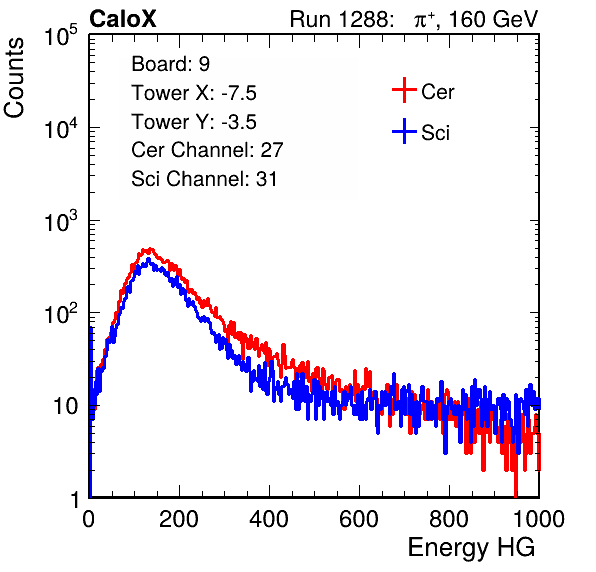 CaloX Run 1288: π⁺, 160 GeV
Counts
10⁵
10⁴
10³
10²
10
1
Board: 9
Tower X: -7.5
Tower Y: -3.5
Cer Channel: 27
Sci Channel: 31
Cer
Sci
0 200 400 600 800 1000
Energy HG